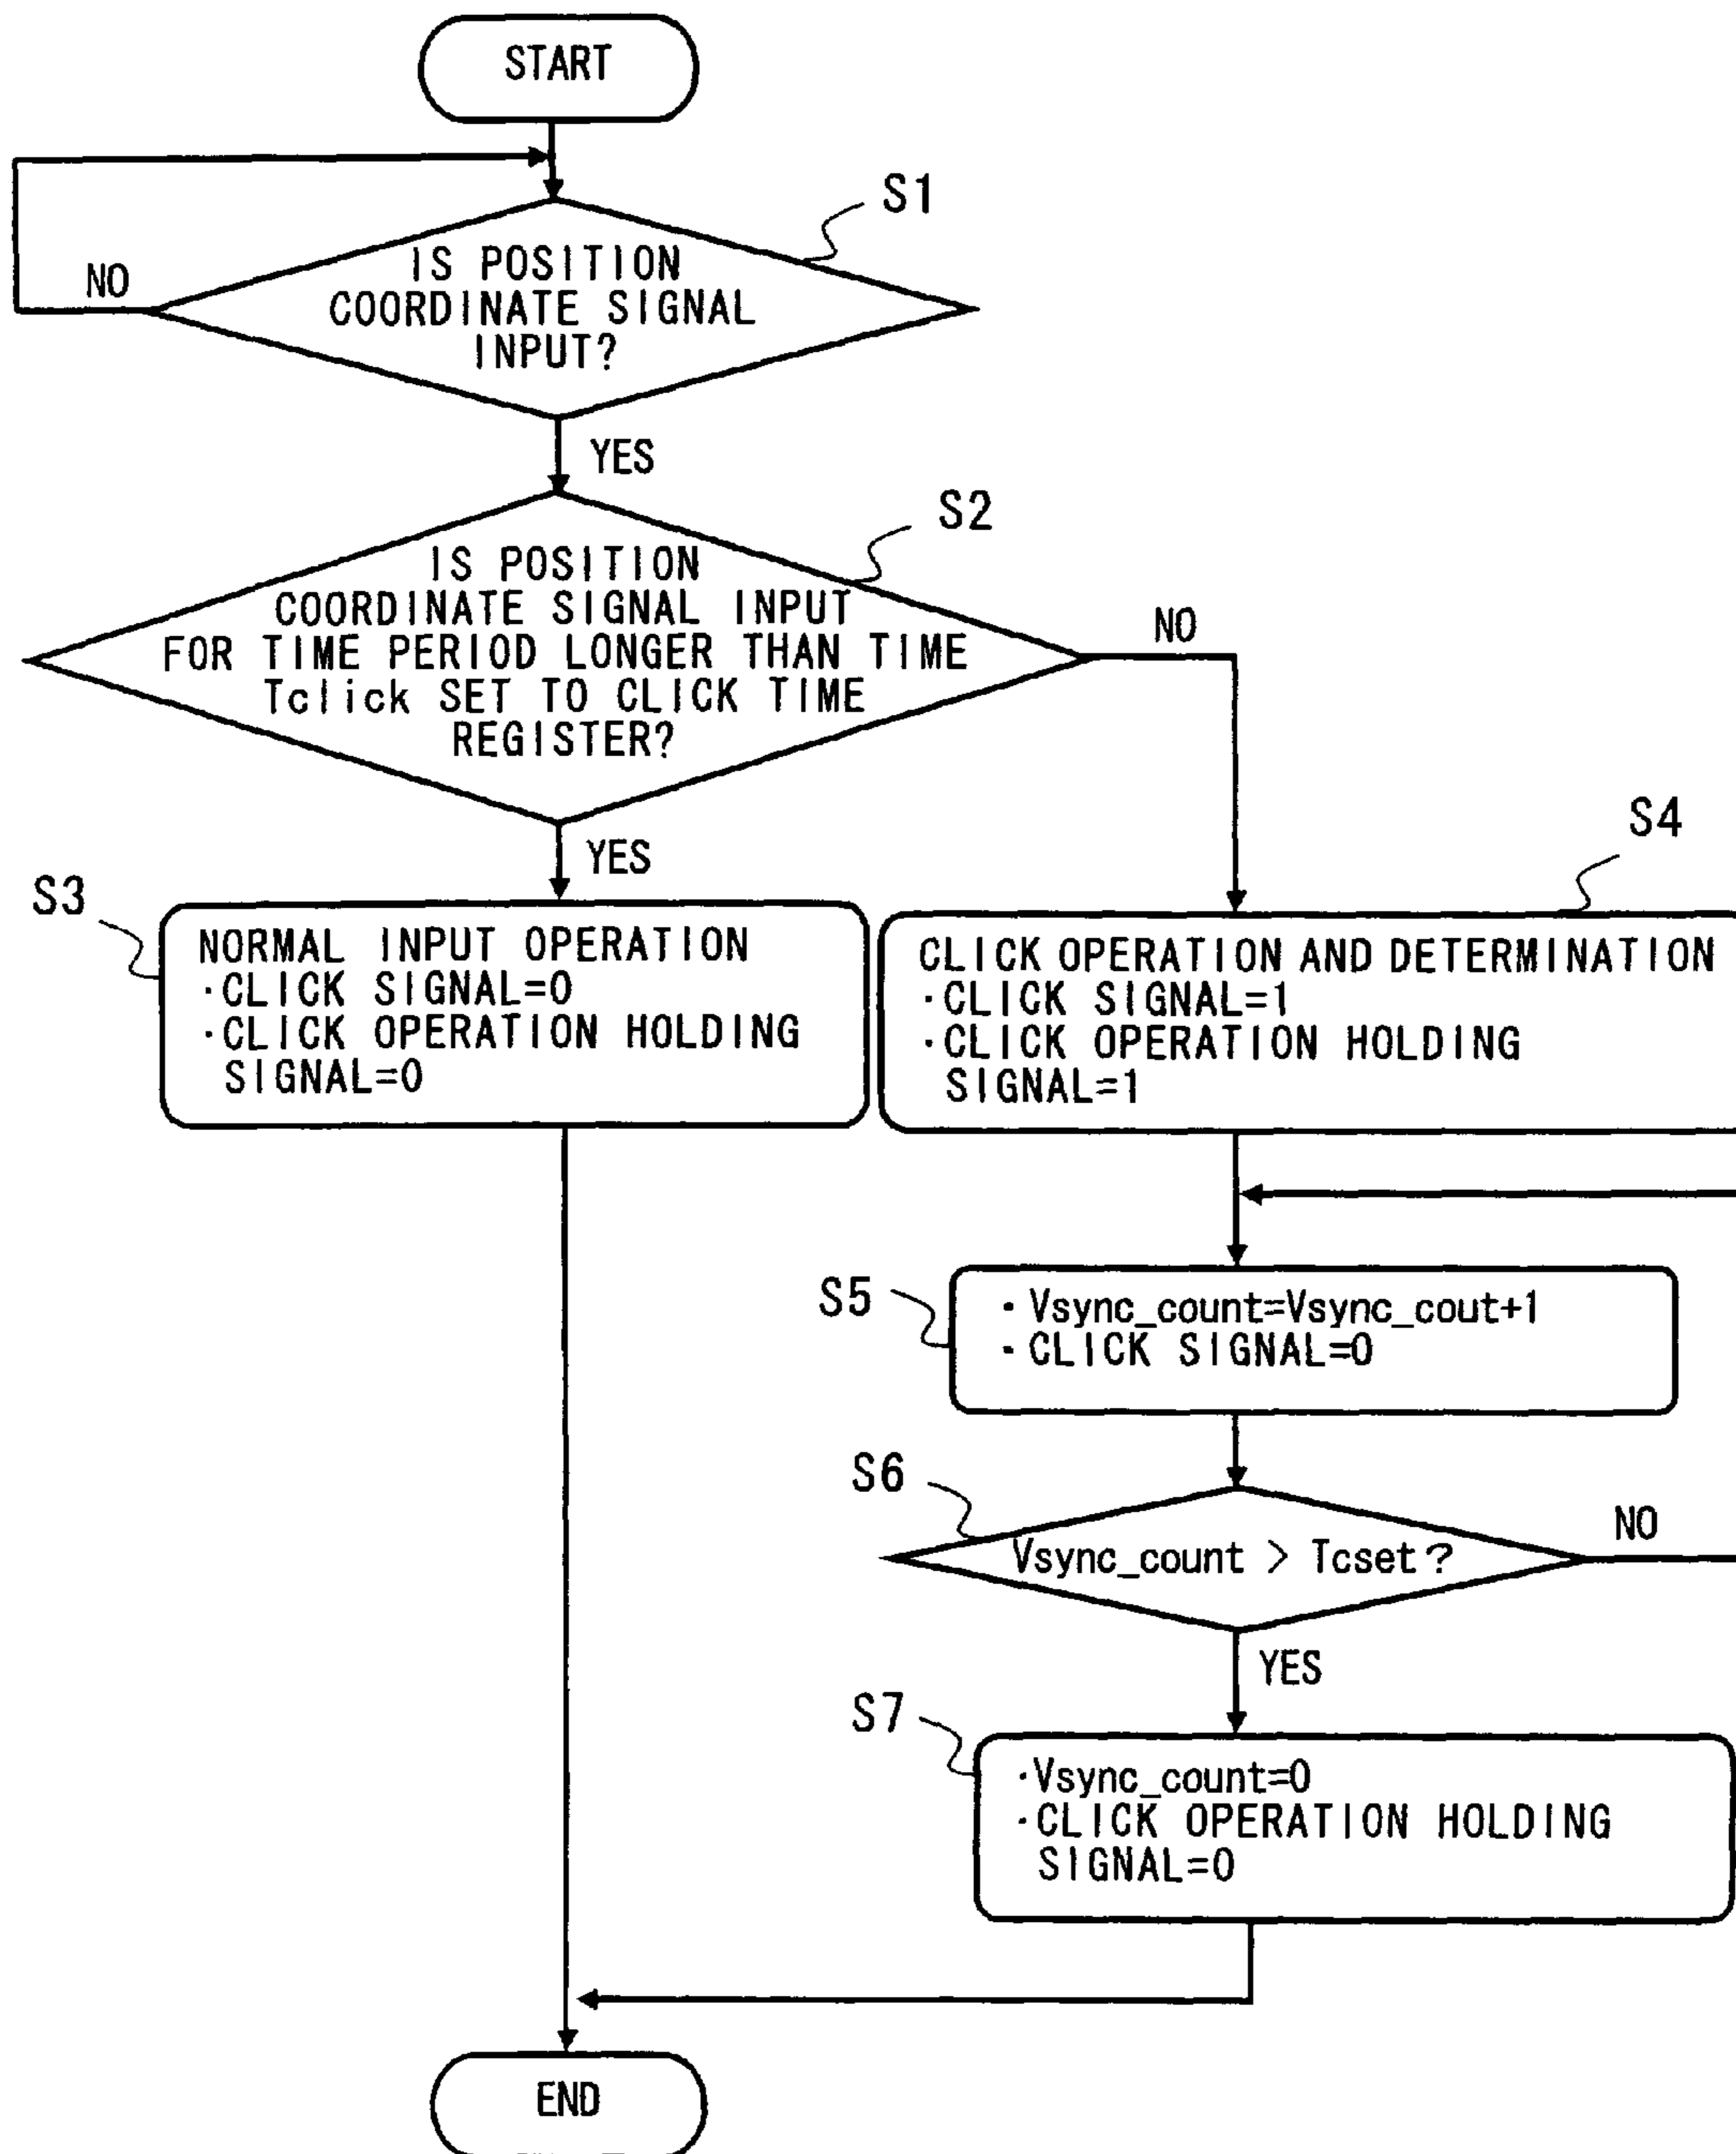 START
S1
IS POSITION
COORDINATE SIGNAL
INPUT?
NO
YES
S2
IS POSITION
COORDINATE SIGNAL INPUT
FOR TIME PERIOD LONGER THAN TIME
Tclick SET TO CLICK TIME
REGISTER?
NO
YES
S3
NORMAL INPUT OPERATION
·CLICK SIGNAL=0
·CLICK OPERATION HOLDING
SIGNAL=0
S4
CLICK OPERATION AND DETERMINATION
·CLICK SIGNAL=1
·CLICK OPERATION HOLDING
SIGNAL=1
S5
·Vsync_count=Vsync_cout+1
·CLICK SIGNAL=0
S6
Vsync_count > Tcset?
NO
YES
S7
·Vsync_count=0
·CLICK OPERATION HOLDING
SIGNAL=0
END